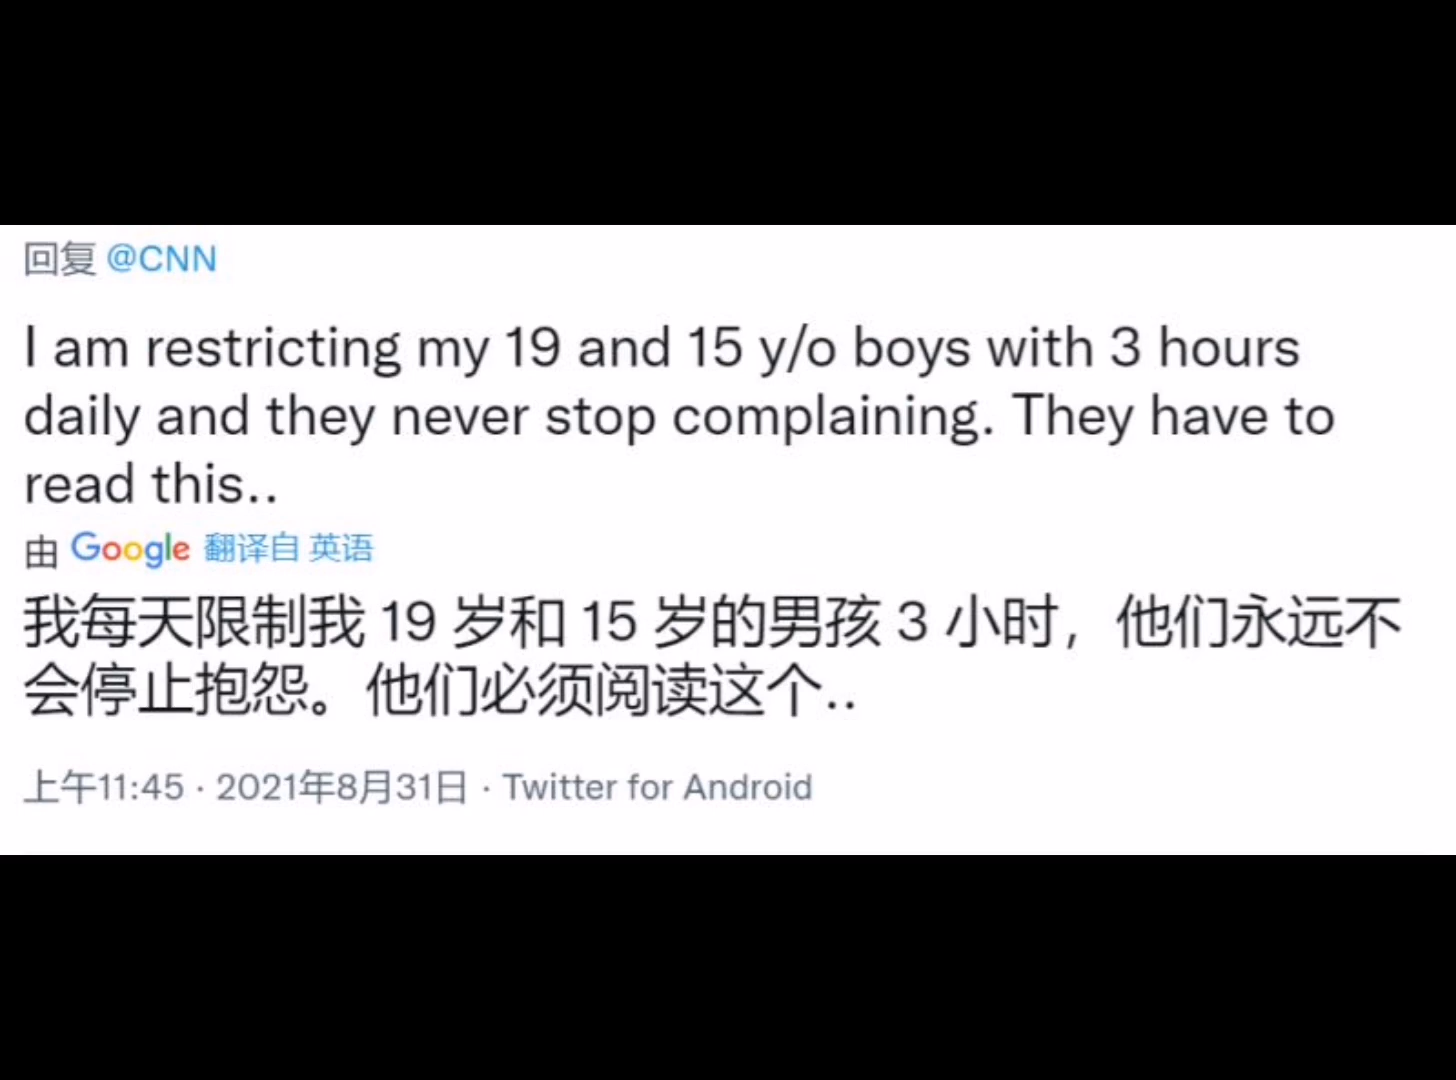 回复 @CNN
I am restricting my 19 and 15 y/o boys with 3 hours
daily and they never stop complaining. They have to
read this..
由 Google 翻译自 英语
我每天限制我 19 岁和 15 岁的男孩 3 小时，他们永远不
会停止抱怨。他们必须阅读这个..
上午11:45 · 2021年8月31日 · Twitter for Android